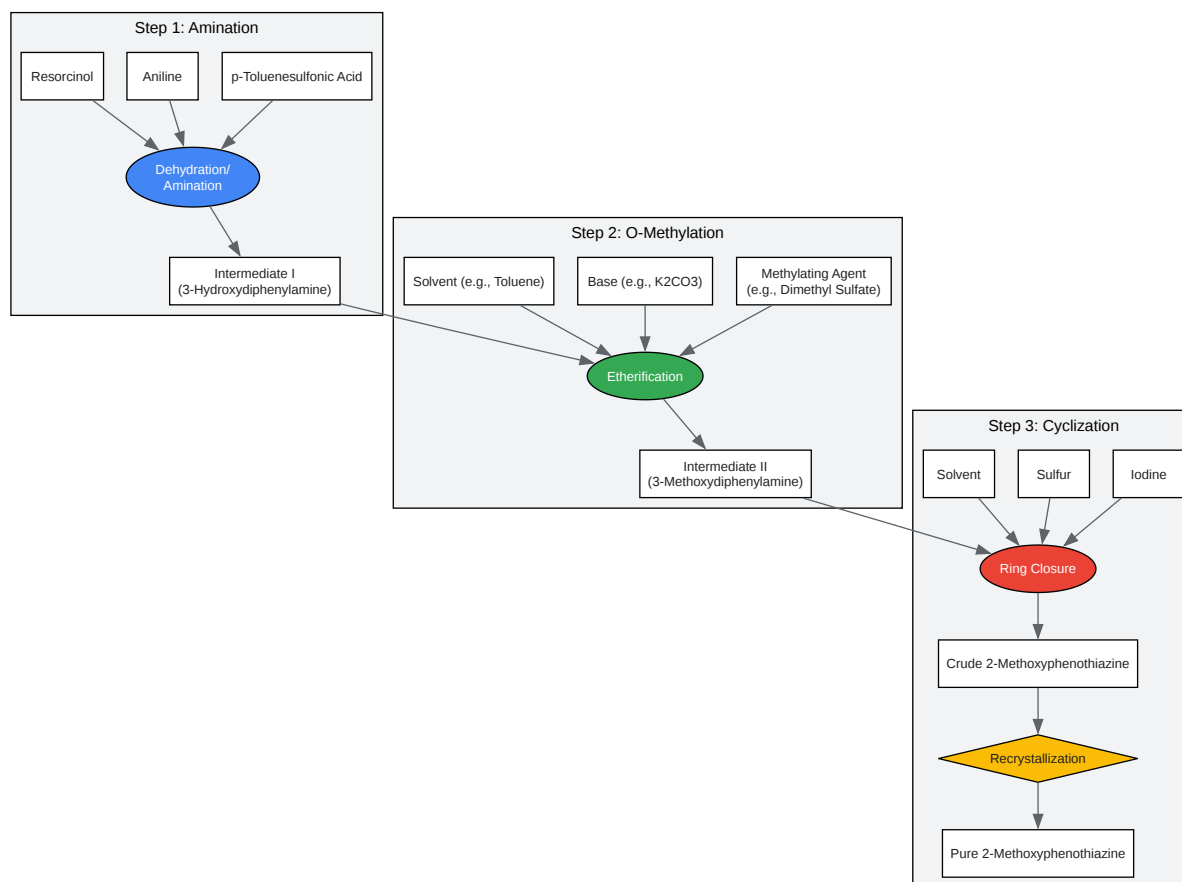 Step 1: Amination
Resorcinol
Aniline
p-Toluenesulfonic Acid
Dehydration/
Amination
Intermediate I
(3-Hydroxydiphenylamine)
Step 2: O-Methylation
Solvent (e.g., Toluene)
Base (e.g., K2CO3)
Methylating Agent
(e.g., Dimethyl Sulfate)
Etherification
Intermediate II
(3-Methoxydiphenylamine)
Step 3: Cyclization
Solvent
Sulfur
Iodine
Ring Closure
Crude 2-Methoxyphenothiazine
Recrystallization
Pure 2-Methoxyphenothiazine